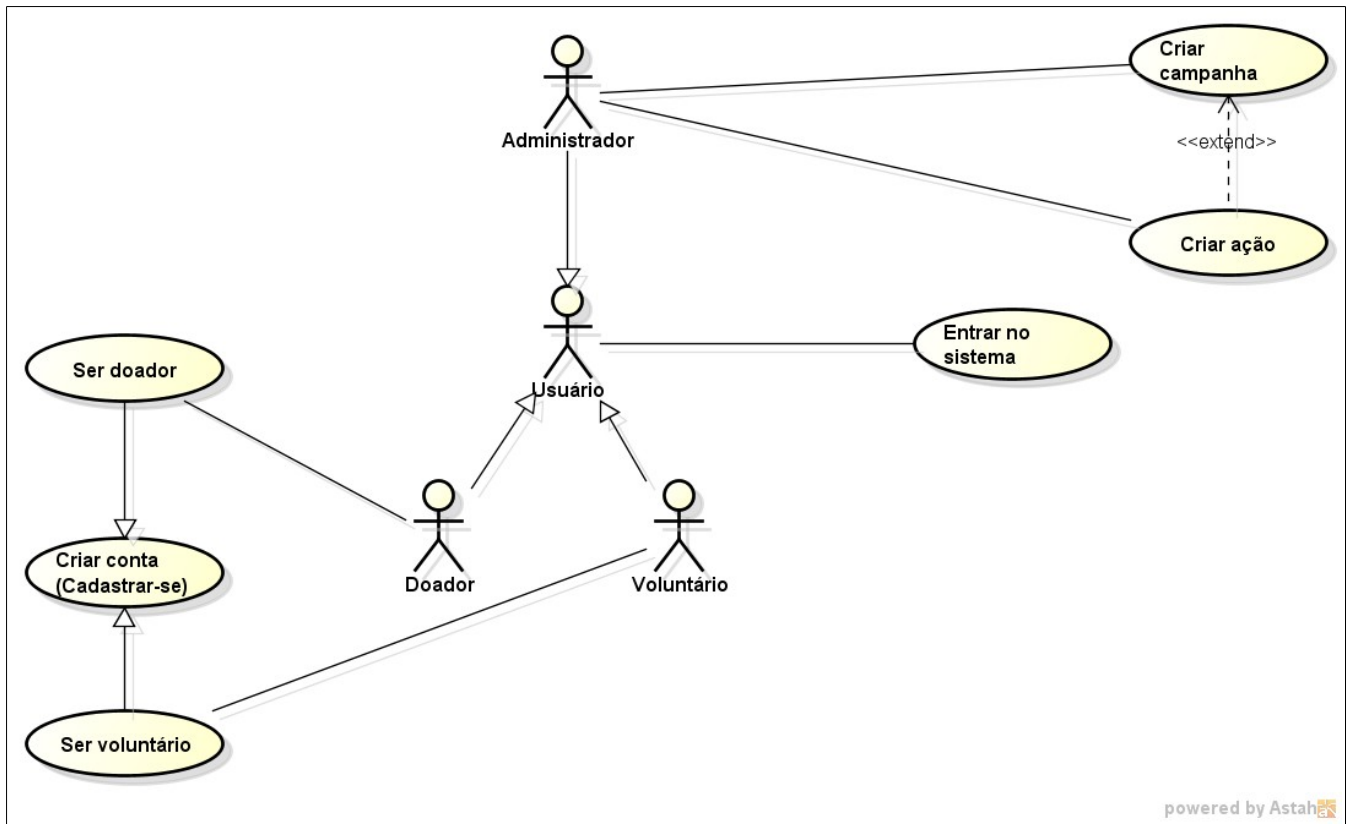 Criar
campanha
<<extend>>
Administrador
Criar ação
Entrar no
sistema
Usuário
Ser doador
Criar conta
(Cadastrar-se)
Doador
Voluntário
Ser voluntário
powered by Astah